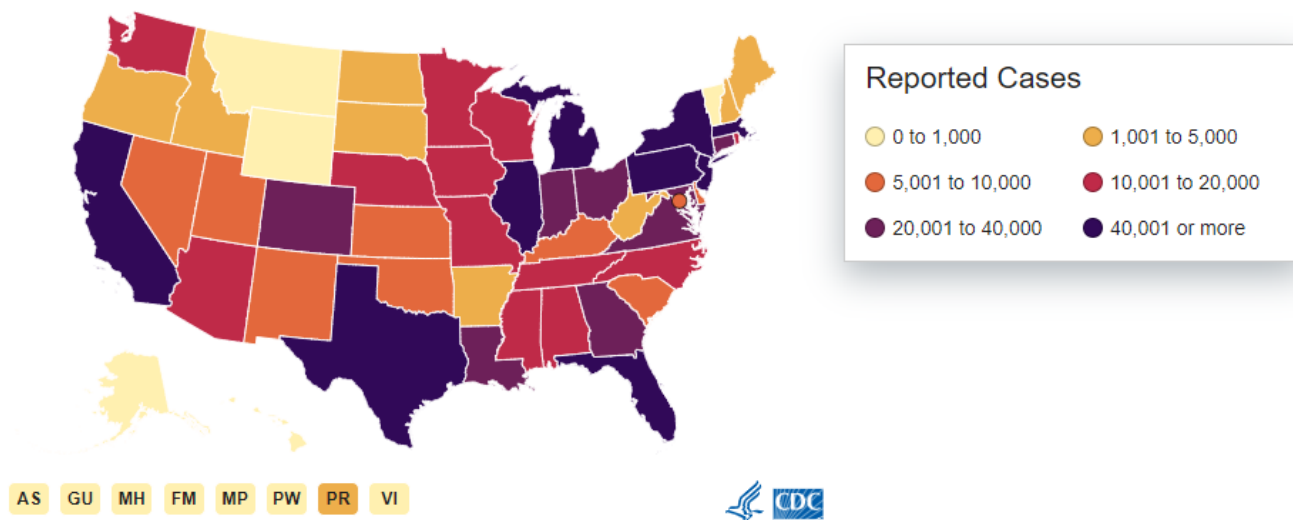 Reported Cases
0 to 1,000
1,001 to 5,000
5,001 to 10,000
10,001 to 20,000
20,001 to 40,000
40,001 or more
AS GU MH FM MP PW PR VI
CDC